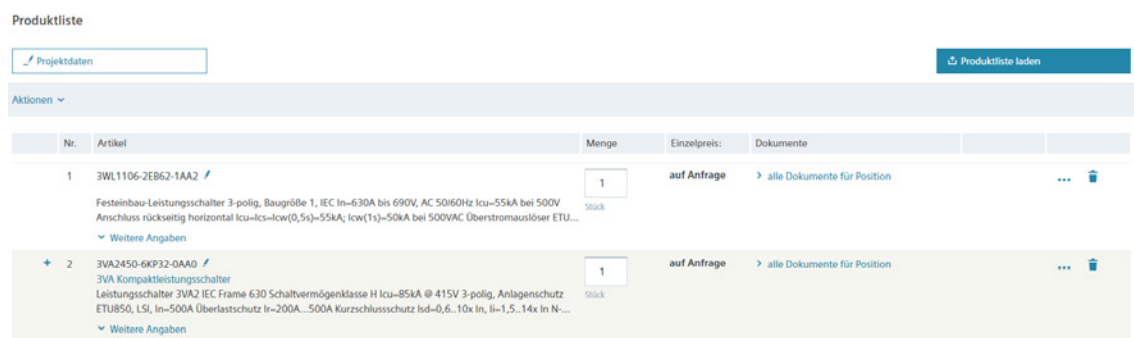 Produktliste
Projektdaten
Produktliste laden
Aktionen
Nr. Artikel Menge Einzelpreis: Dokumente
1 3WL1106-2EB62-1AA2 1 auf Anfrage alle Dokumente für Position ...
Stück
Festeinbau-Leistungsschalter 3-polig, Baugröße 1, IEC In=630A bis 690V, AC 50/60Hz Icu=55kA bei 500V
Anschluss rückseitig horizontal Icu=Ics=Icw(0,5s)=55kA; Icw(1s)=50kA bei 500VAC Überstromauslöser ETU...
Weitere Angaben
+ 2 3VA2450-6KP32-0AA0 1 auf Anfrage alle Dokumente für Position ...
Stück
3VA Kompaktleistungsschalter
Leistungsschalter 3VA2 IEC Frame 630 Schaltvermögenklasse H Icu=85kA @ 415V 3-polig, Anlagenschutz
ETU850, LSI, In=500A Überlastschutz Ir=200A...500A Kurzschlussschutz Isd=0,6..10x In, Ii=1,5..14x In N-...
Weitere Angaben